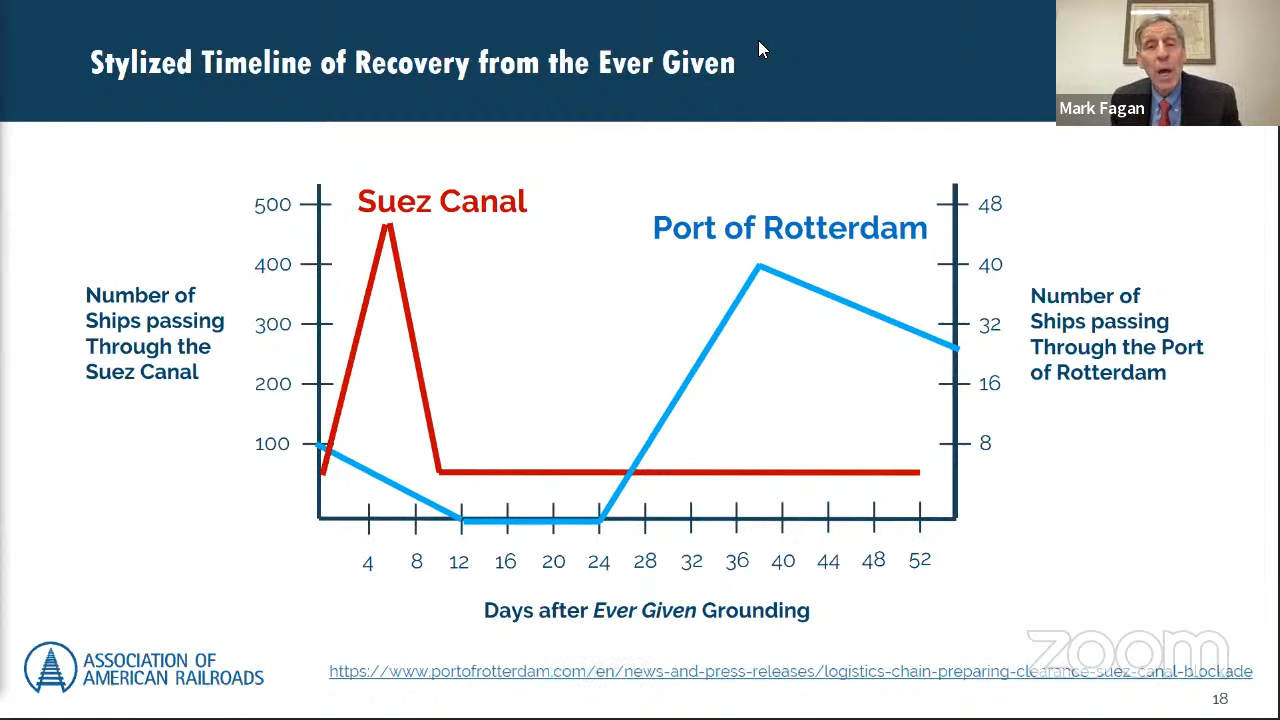 Stylized Timeline of Recovery from the Ever Given
Mark Fagan
Suez Canal
Port of Rotterdam
500
400
300
200
100
48
40
32
16
8
Number of
Ships passing
Through the
Suez Canal
Number of
Ships passing
Through the Port
of Rotterdam
4 8 12 16 20 24 28 32 36 40 44 48 52
Days after Ever Given Grounding
ASSOCIATION OF
AMERICAN RAILROADS
https://www.portofrotterdam.com/en/news-and-press-releases/logistics-chain-preparing-clearance-suez-canal-blockade
zoom
18